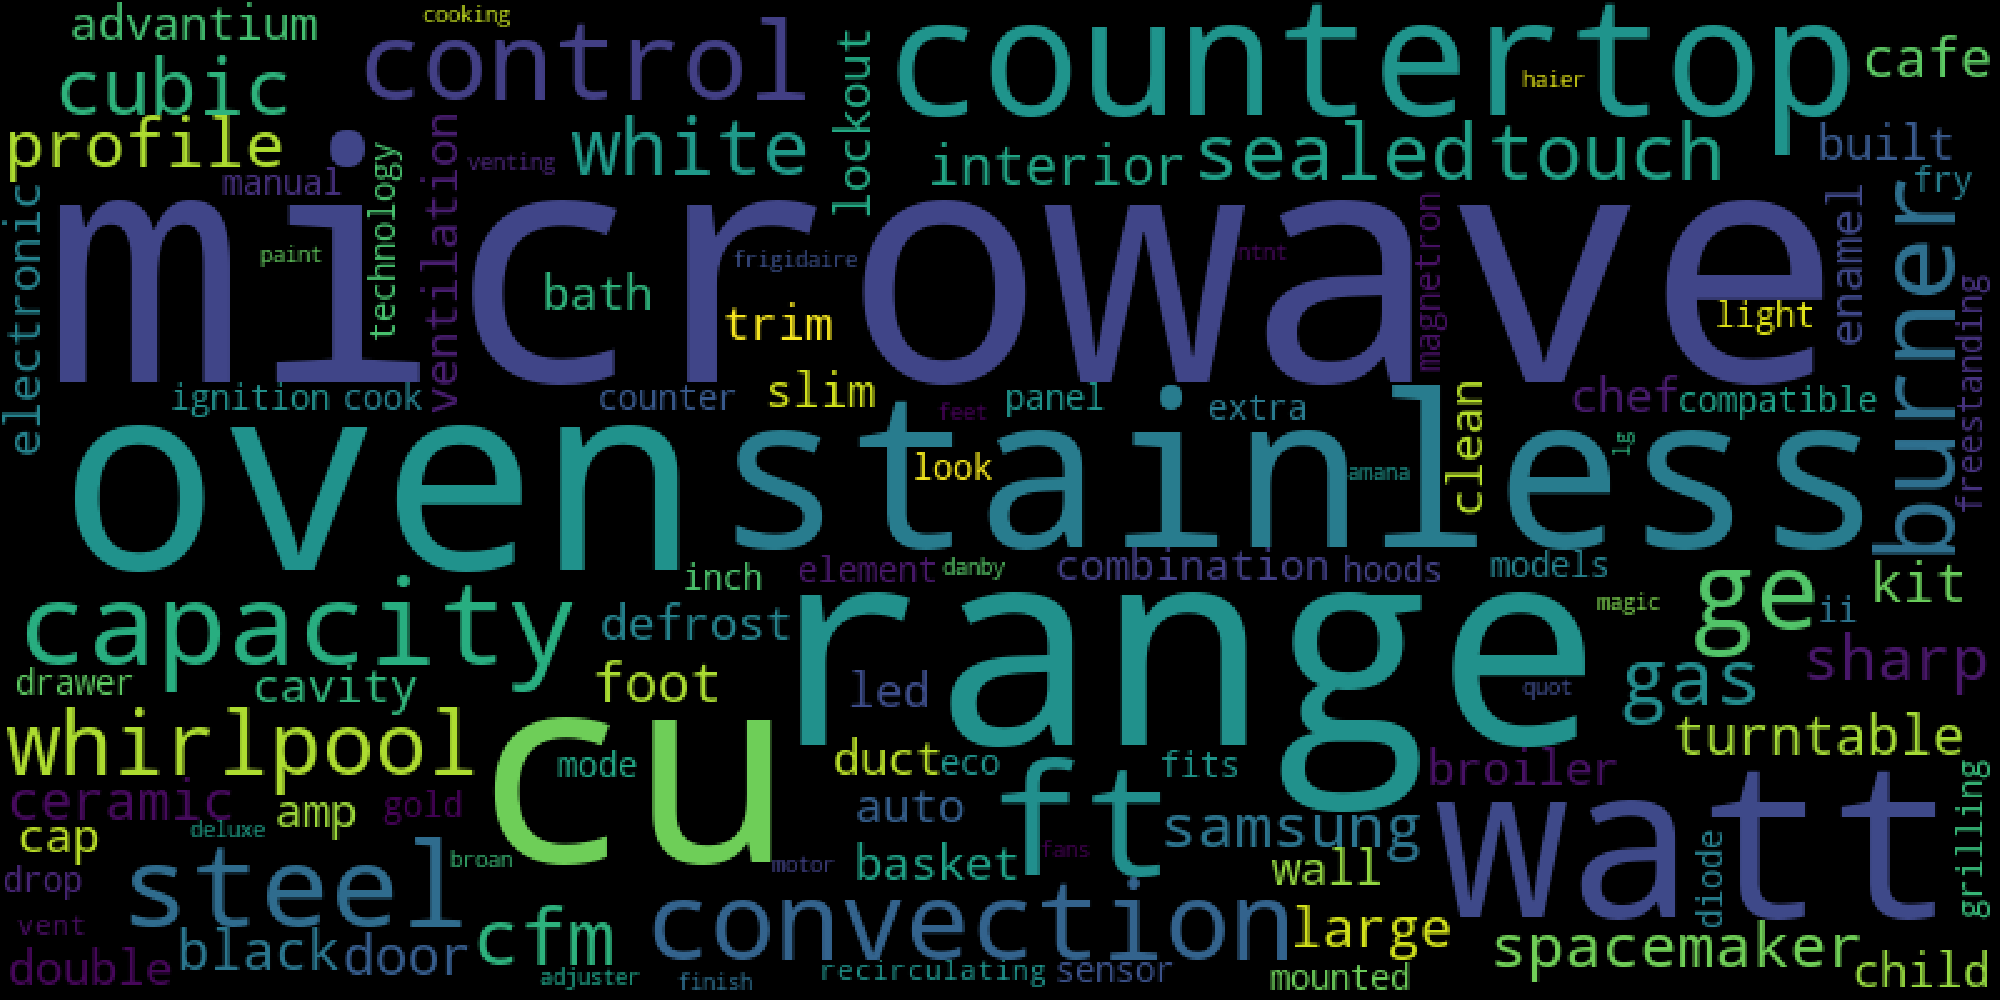 advantium
cooking
control
countertop
cubic
lockout
haier
cafe
profile
white
interior
sealed
touch
built
manual
technology
ventilation
venting
fry
electronic
microwave
paint
bath
frigidaire
ntnt
magnetron
enamel
burner
trim
light
freestanding
ignition
cook
counter
slim
feet
panel
extra
clean
chef
compatible
oven
stainless
look
amana
lg
inch
element
danby
combination
hoods
models
capacity
defrost
range
magic
ge
ii
kit
drawer
cavity
foot
led
quot
gas
sharp
whirlpool
cu
mode
duct
eco
ft
fits
broiler
turntable
ceramic
amp
gold
auto
samsung
watt
grilling
cap
deluxe
steel
broan
motor
basket
fans
wall
diode
drop
vent
double
black
door
cfm
convection
large
spacemaker
child
adjuster
finish
recirculating
sensor
mounted